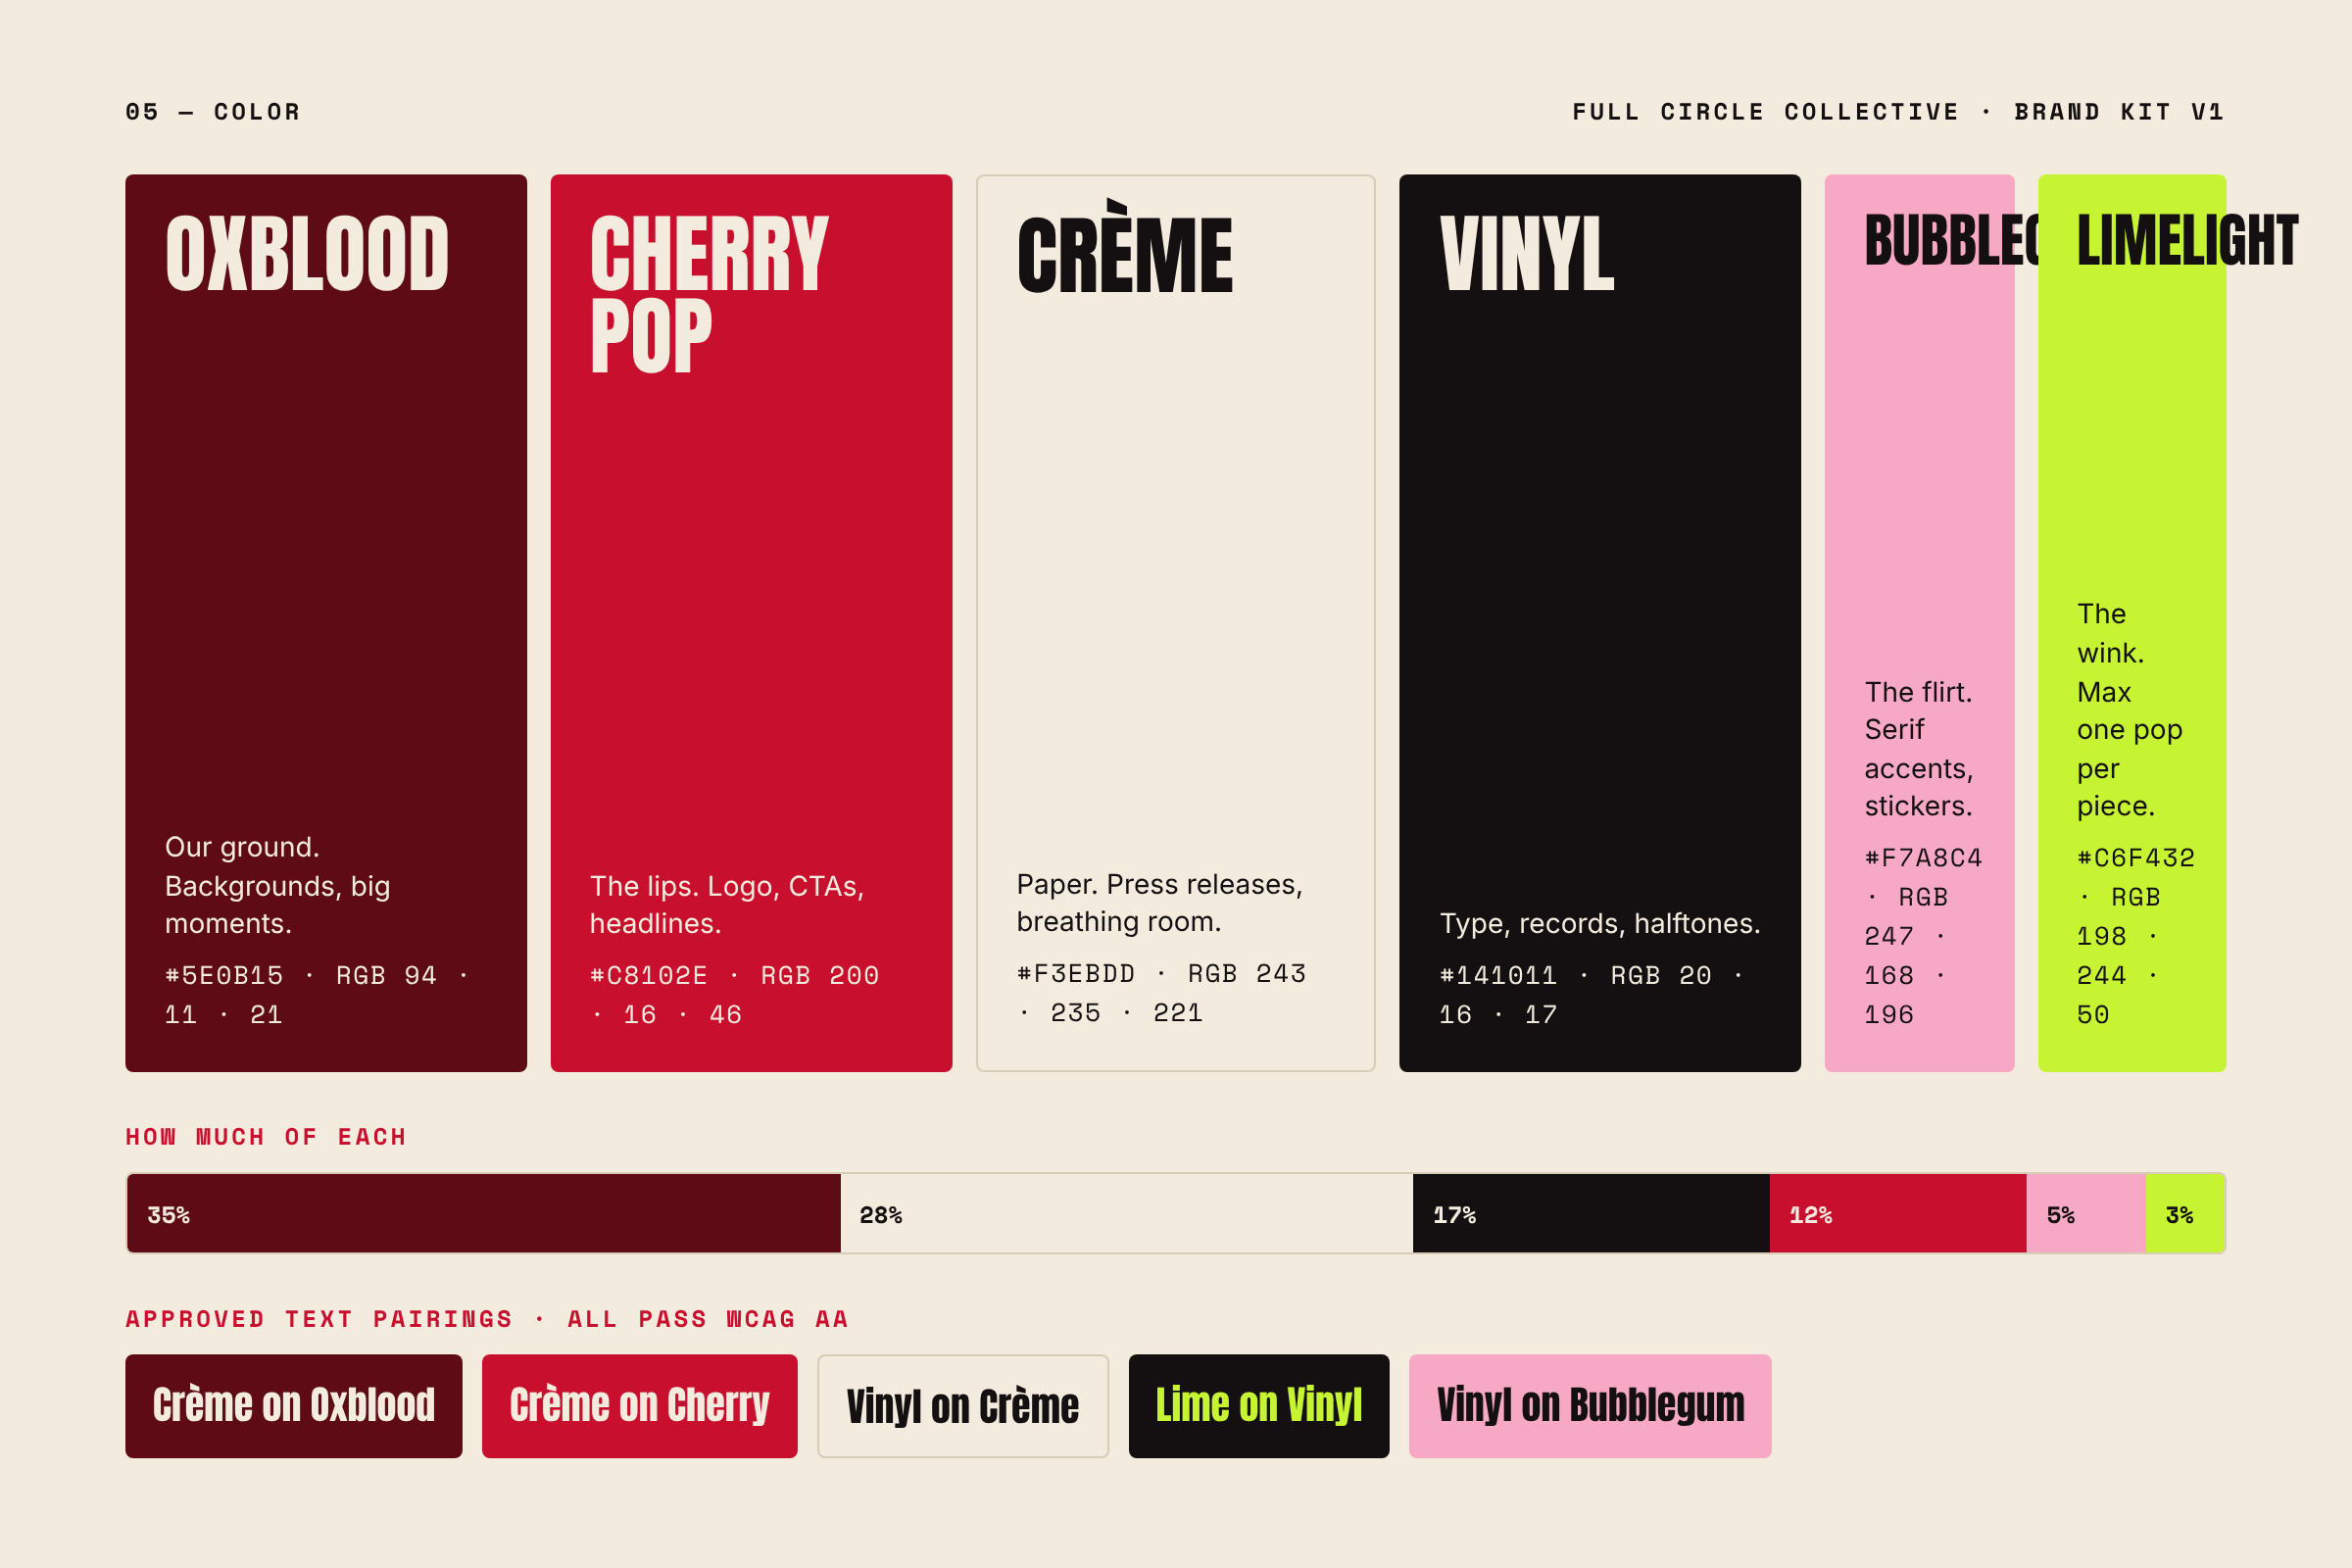 05 — COLOR
FULL CIRCLE COLLECTIVE · BRAND KIT V1
OXBLOOD
Our ground.
Backgrounds, big
moments.
#5E0B15 · RGB 94 ·
11 · 21
CHERRY
POP
The lips. Logo, CTAs,
headlines.
#C8102E · RGB 200
· 16 · 46
CRÈME
Paper. Press releases,
breathing room.
#F3EBDD · RGB 243
· 235 · 221
VINYL
Type, records, halftones.
#141011 · RGB 20 ·
16 · 17
The flirt.
Serif
accents,
stickers.
#F7A8C4
· RGB
247 ·
168 ·
196
LIMELIGHT
The
wink.
Max
one pop
per
piece.
#C6F432
· RGB
198 ·
244 ·
50
HOW MUCH OF EACH
35%
28%
17%
12%
5%
3%
APPROVED TEXT PAIRINGS · ALL PASS WCAG AA
Crème on Oxblood
Crème on Cherry
Vinyl on Crème
Lime on Vinyl
Vinyl on Bubblegum